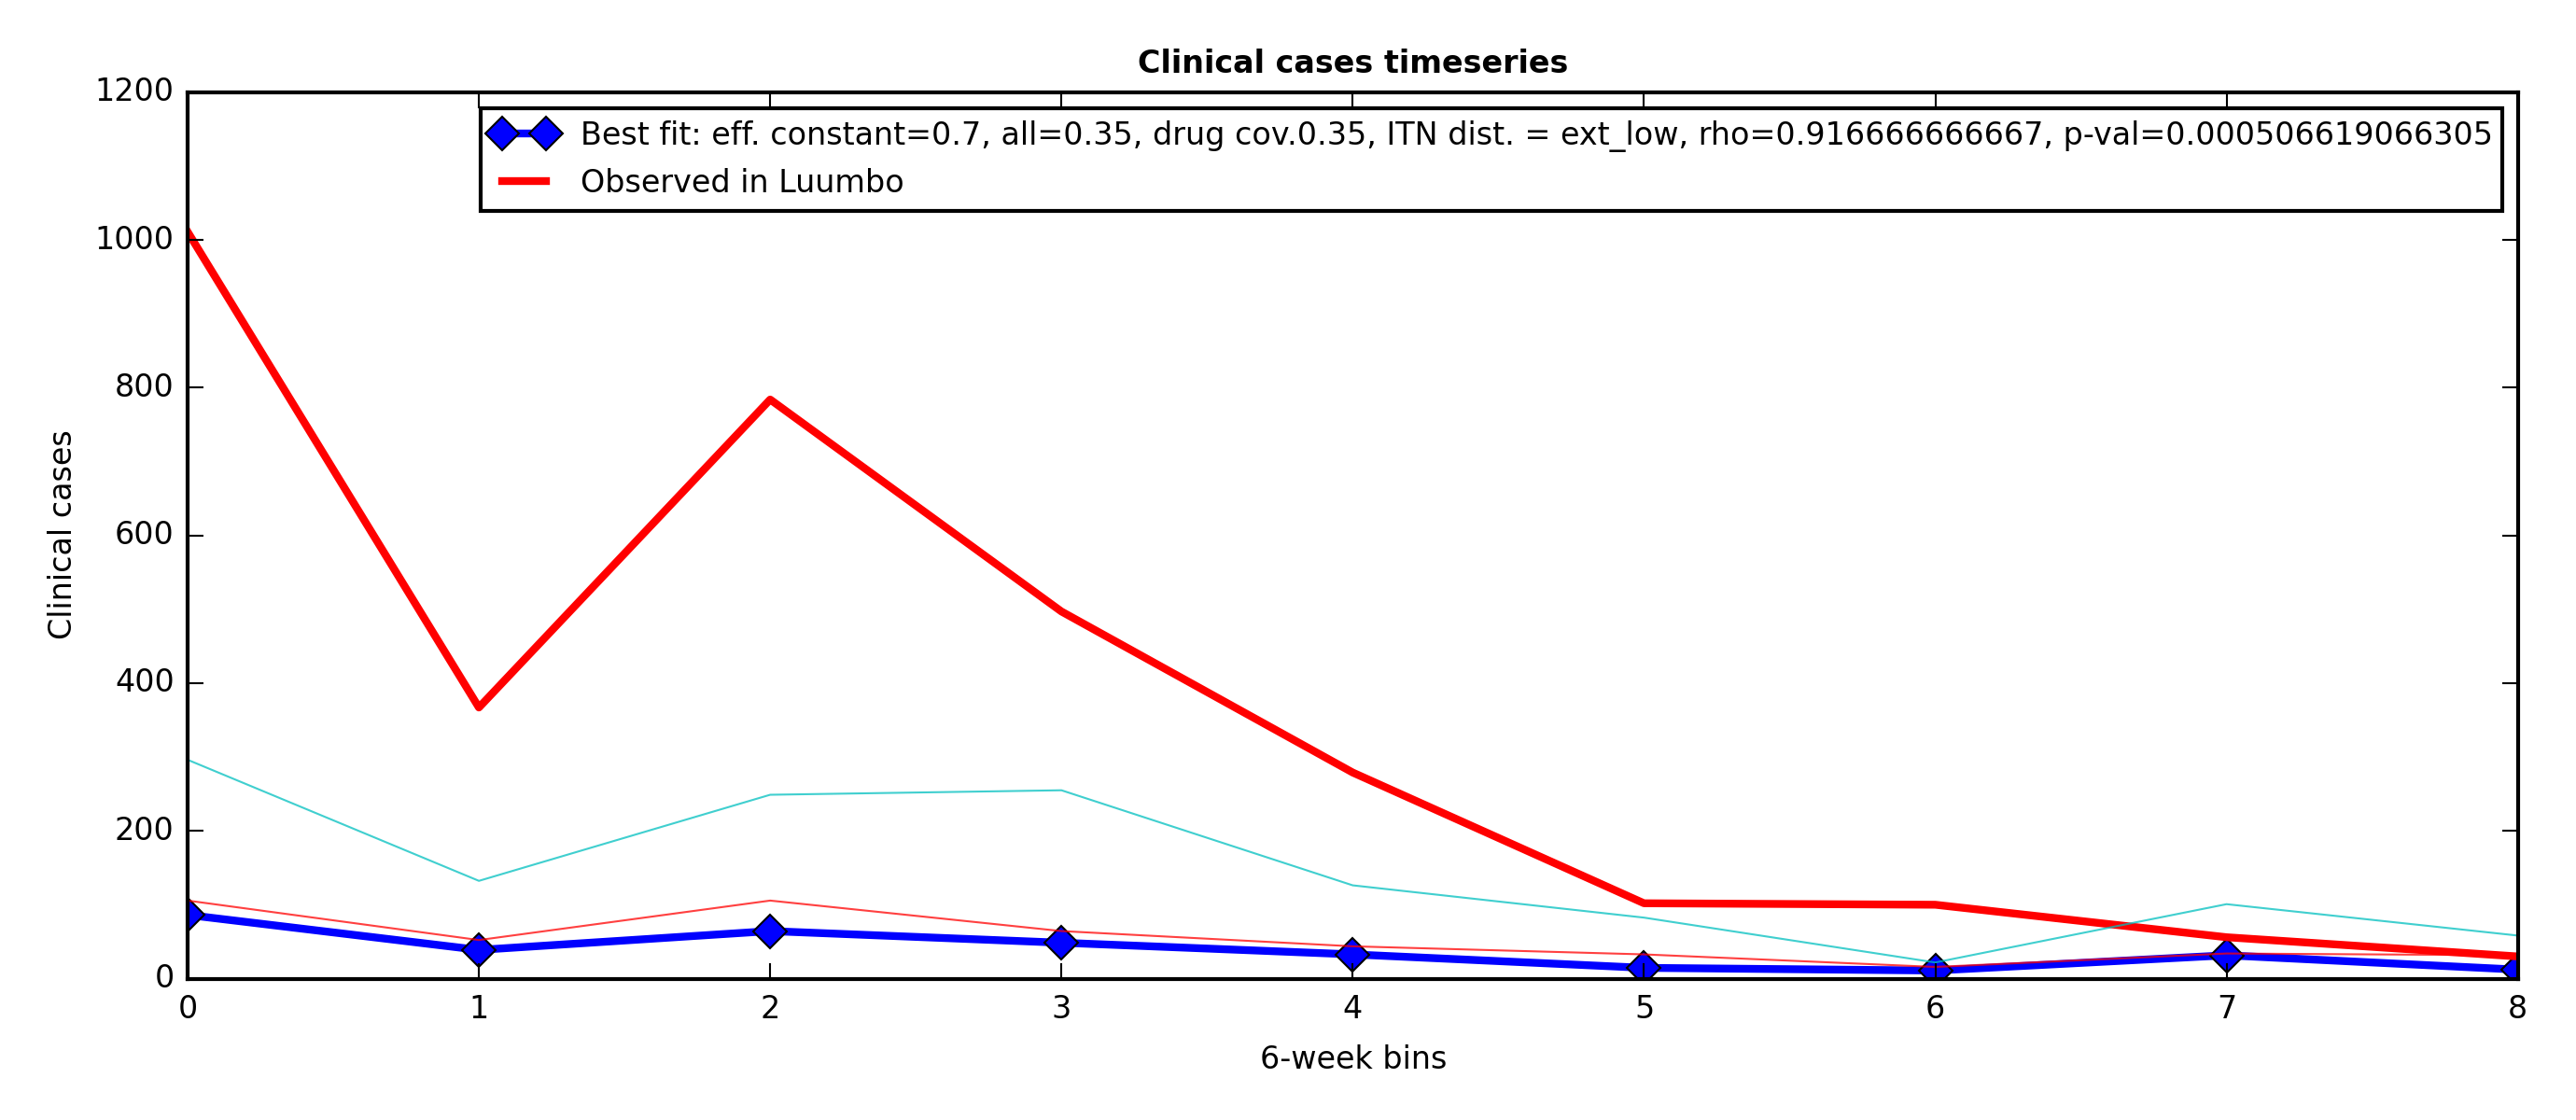 Clinical cases timeseries
1200
1000
800
600
400
200
0
Clinical cases
Best fit: eff. constant=0.7, all=0.35, drug cov.0.35, ITN dist. = ext_low, rho=0.916666666667, p-val=0.000506619066305
Observed in Luumbo
0 1 2 3 4 5 6 7 8
6-week bins